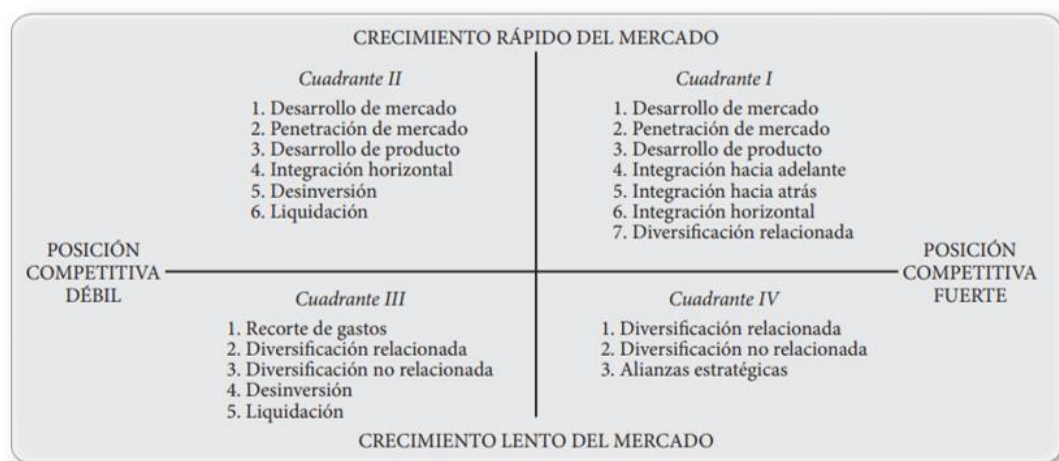 CRECIMIENTO RÁPIDO DEL MERCADO
Cuadrante II
1. Desarrollo de mercado
2. Penetración de mercado
3. Desarrollo de producto
4. Integración horizontal
5. Desinversión
6. Liquidación
Cuadrante I
1. Desarrollo de mercado
2. Penetración de mercado
3. Desarrollo de producto
4. Integración hacia adelante
5. Integración hacia atrás
6. Integración horizontal
7. Diversificación relacionada
POSICIÓN
COMPETITIVA
DÉBIL
POSICIÓN
COMPETITIVA
FUERTE
Cuadrante III
1. Recorte de gastos
2. Diversificación relacionada
3. Diversificación no relacionada
4. Desinversión
5. Liquidación
Cuadrante IV
1. Diversificación relacionada
2. Diversificación no relacionada
3. Alianzas estratégicas
CRECIMIENTO LENTO DEL MERCADO